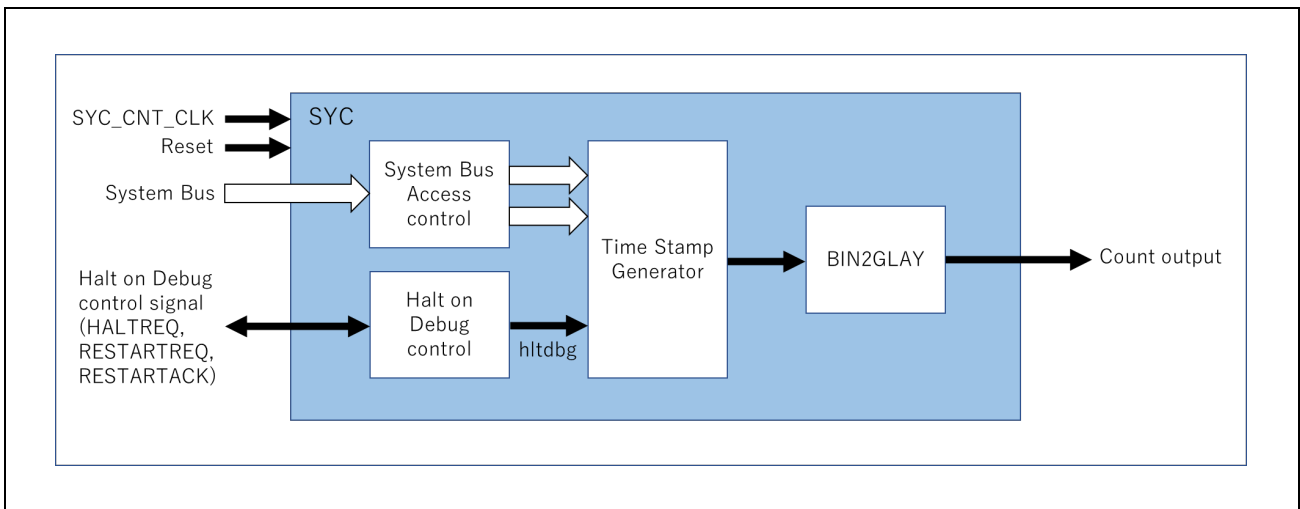 SYC_CNT_CLK
Reset
System Bus
Halt on Debug
control signal
(HALTREQ,
RESTARTREQ,
RESTARTACK)
SYC
System Bus
Access
control
Halt on
Debug
control
hltdbg
Time Stamp
Generator
BIN2GLAY
Count output